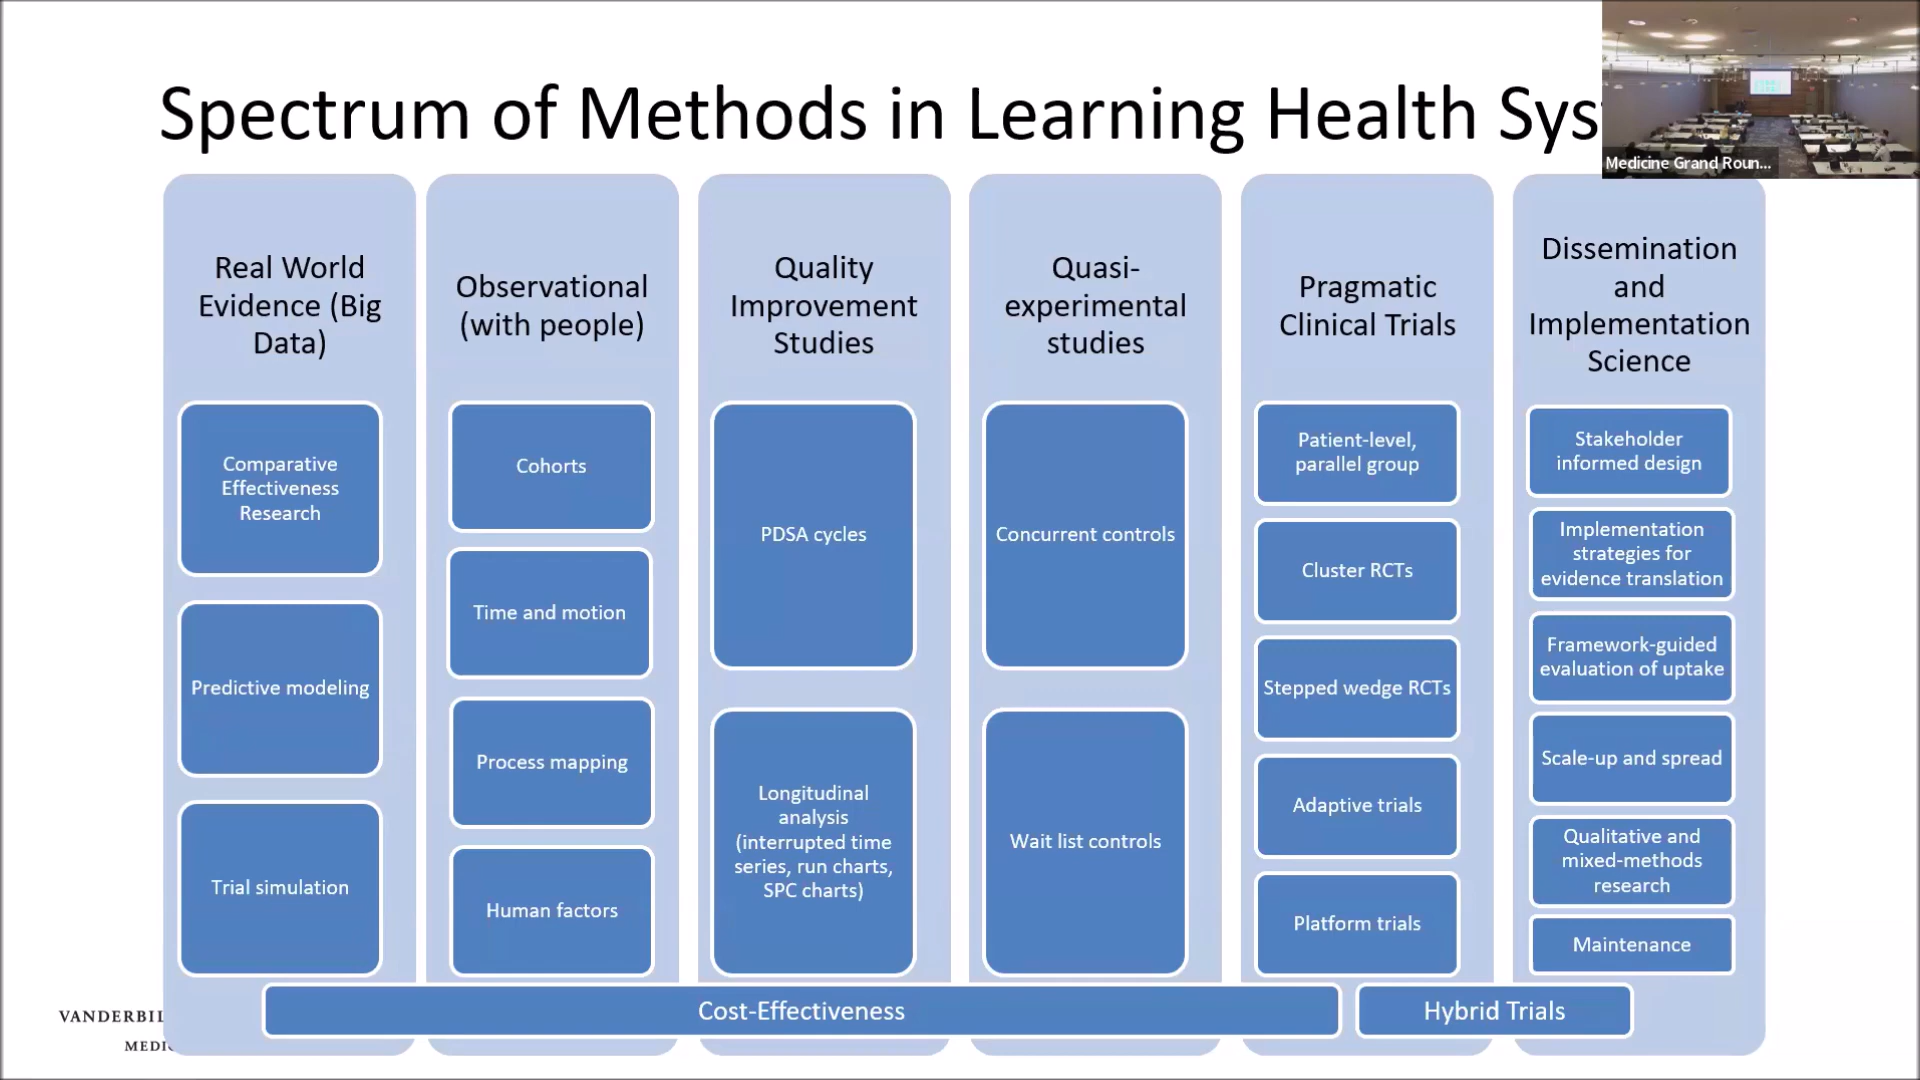 Spectrum of Methods in Learning Health Sys
Medicine Grand Roun...
Real World
Evidence (Big
Data)
Comparative
Effectiveness
Research
Predictive modeling
Trial simulation
Observational
(with people)
Cohorts
Time and motion
Process mapping
Human factors
Quality
Improvement
Studies
PDSA cycles
Longitudinal
analysis
(interrupted time
series, run charts,
SPC charts)
Quasi-
experimental
studies
Concurrent controls
Wait list controls
Pragmatic
Clinical Trials
Patient-level,
parallel group
Cluster RCTs
Stepped wedge RCTs
Adaptive trials
Platform trials
Dissemination
and
Implementation
Science
Stakeholder
informed design
Implementation
strategies for
evidence translation
Framework-guided
evaluation of uptake
Scale-up and spread
Qualitative and
mixed-methods
research
Maintenance
Cost-Effectiveness
Hybrid Trials
VANDERBIL
MEDIC